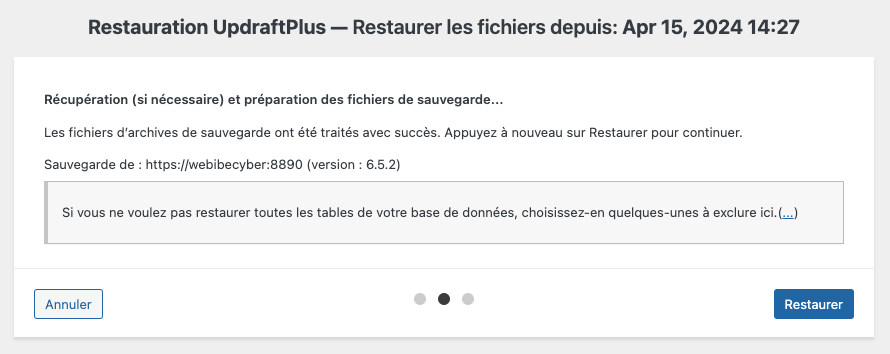 Restauration UpdraftPlus — Restaurer les fichiers depuis: Apr 15, 2024 14:27
Récupération (si nécessaire) et préparation des fichiers de sauvegarde…
Les fichiers d’archives de sauvegarde ont été traités avec succès. Appuyez à nouveau sur Restaurer pour continuer.
Sauvegarde de : https://webibecyber:8890 (version : 6.5.2)
Si vous ne voulez pas restaurer toutes les tables de votre base de données, choisissez-en quelques-unes à exclure ici.(...)
Annuler
Restaurer